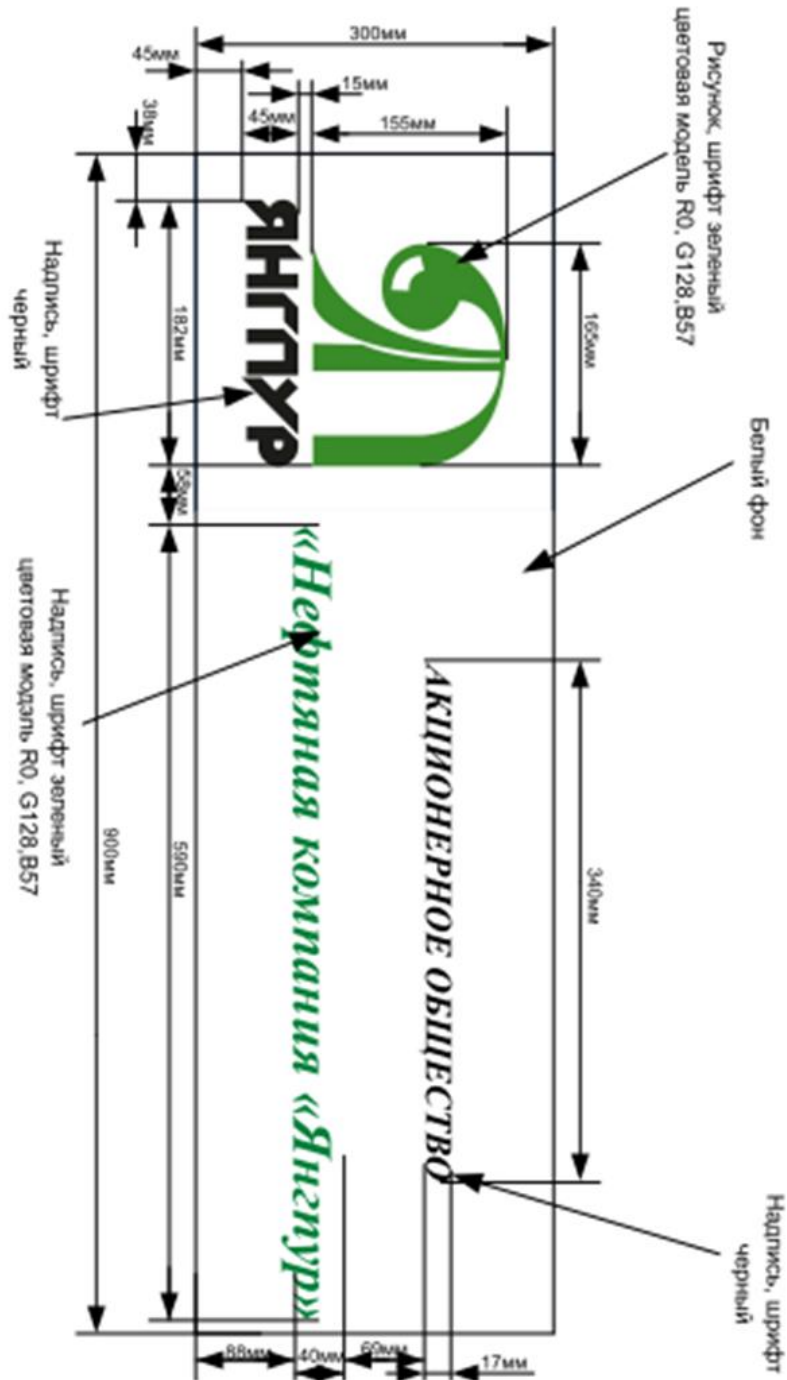 Рисунок, шрифт зеленый
цветовая модель R0, G128,B57
Белый фон
Надпись, шрифт
черный
165мм
340мм
17мм
АКЦИОНЕРНОЕ ОБЩЕСТВО
155мм
300мм
69мм
15мм
40мм
«Нефтяная компания «Янгпур»
45мм
ЯНГПУР
88мм
45мм
38мм
182мм
58мм
590мм
900мм
Надпись, шрифт
черный
Надпись, шрифт зеленый
цветовая модэль R0, G128,B57